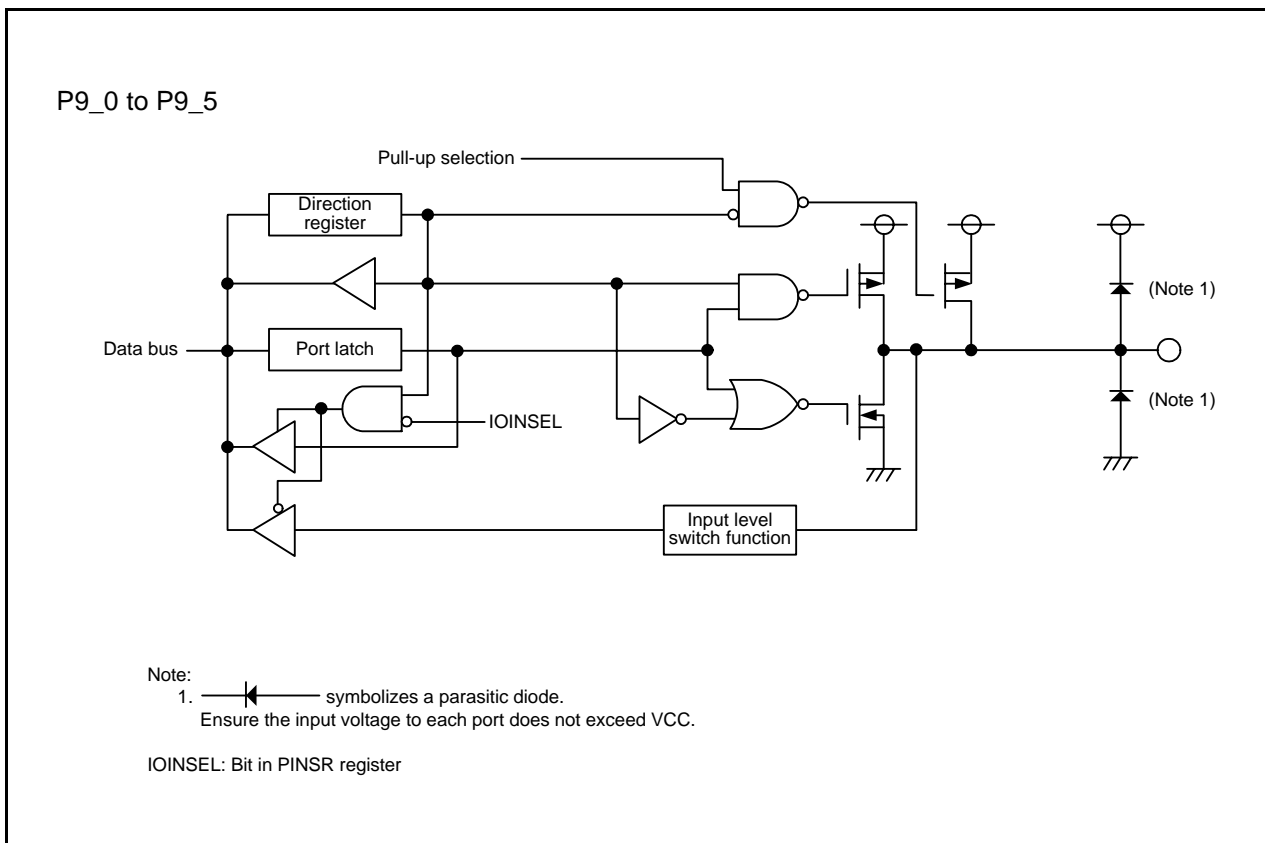 P9_0 to P9_5
Pull-up selection
Direction
register
(Note 1)
Data bus
Port latch
(Note 1)
IOINSEL
Input level
switch function
Note:
1. symbolizes a parasitic diode.
Ensure the input voltage to each port does not exceed VCC.
IOINSEL: Bit in PINSR register